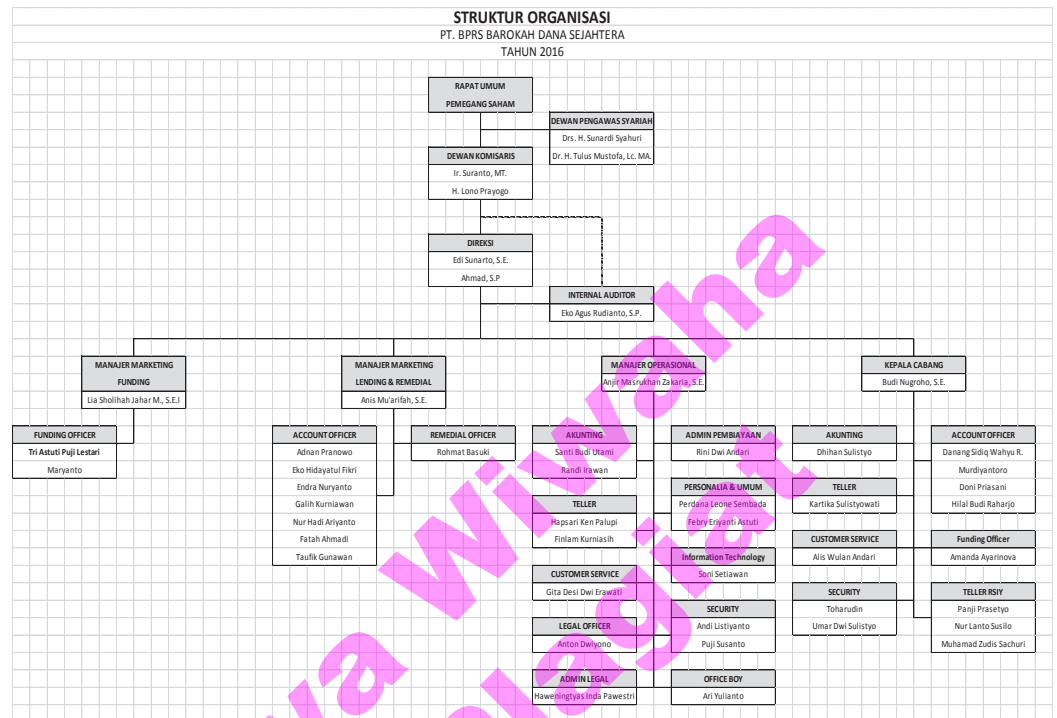 STRUKTUR ORGANISASI
PT. BPRS BAROKAH DANA SEJAHTERA
TAHUN 2016
RAPAT UMUM
PEMEGANG SAHAM
DEWAN PENGAWAS SYARIAH
Drs. H. Sunardi Syahuri
Dr. H. Tulus Mustofa, Lc. MA.
DEWAN KOMISARIS
Ir. Suranto, MT.
H. Lono Prayogo
DIREKSI
Edi Sunarto, S.E.
Ahmad, S.P
INTERNAL AUDITOR
Eko Agus Rudianto, S.P.
MANAJER MARKETING
FUNDING
Lia Sholihah Jahar M., S.E.I
MANAJER MARKETING
LENDING & REMEDIAL
Anis Mu'arifah, S.E.
MANAJER OPERASIONAL
Anjir Masrukhan Zakaria, S.E.
KEPALA CABANG
Budi Nugroho, S.E.
FUNDING OFFICER
Tri Astuti Puji Lestari
Maryanto
ACCOUNT OFFICER
Adnan Pranowo
Eko Hidayatul Fikri
Endra Nuryanto
Galih Kurniawan
Nur Hadi Ariyanto
Fatah Ahmadi
Taufik Gunawan
REMEDIAL OFFICER
Rohmat Basuki
AKUNTING
Santi Budi Utami
Randi Irawan
TELLER
Hapsari Ken Palupi
Finlam Kurniasih
CUSTOMER SERVICE
Gita Desi Dwi Erawati
LEGAL OFFICER
Anton Dwiyono
ADMIN LEGAL
Haweningtyas Inda Pawestri
ADMIN PEMBIAYAAN
Rini Dwi Andari
PERSONALIA & UMUM
Perdana Leone Sembada
Febry Eriyanti Astuti
Information Technology
Soni Setiawan
SECURITY
Andi Listiyanto
Puji Susanto
OFFICE BOY
Ari Yulianto
AKUNTING
Dhihan Sulistyo
TELLER
Kartika Sulistyowati
CUSTOMER SERVICE
Alis Wulan Andari
SECURITY
Toharudin
Umar Dwi Sulistyo
ACCOUNT OFFICER
Danang Sidiq Wahyu R.
Murdiyantoro
Doni Priasani
Hilal Budi Raharjo
Funding Officer
Amanda Ayarinova
TELLER RSIY
Panji Prasetyo
Nur Lanto Susilo
Muhamad Zudis Sachuri
ya Wiwaha
plagiat